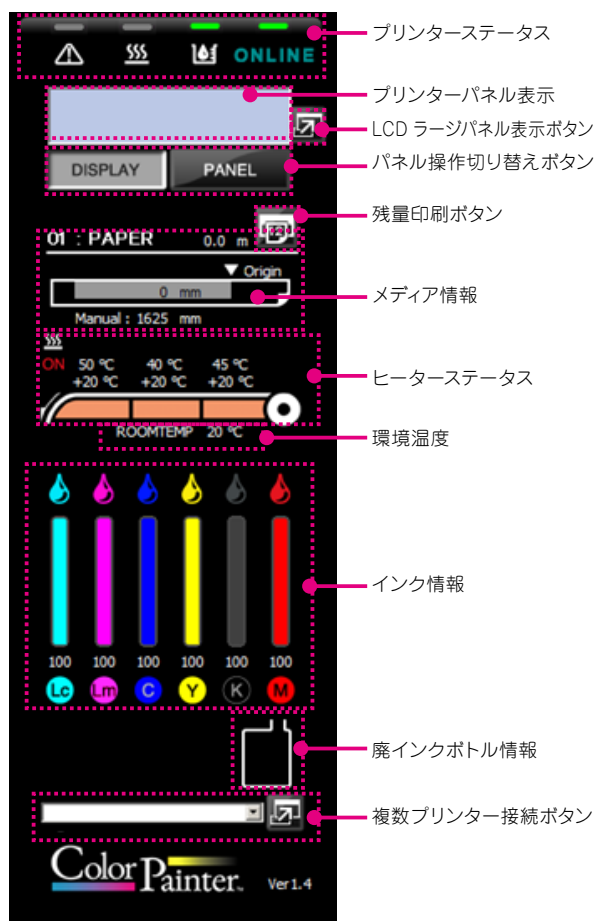 プリンターステータス
ONLINE
プリンターパネル表示
LCD ラージパネル表示ボタン
DISPLAY PANEL
パネル操作切り替えボタン
残量印刷ボタン
01 : PAPER 0.0 m
Origin
0 mm
メディア情報
Manual : 1625 mm
ON 50 ℃ 40 ℃ 45 ℃
+20 ℃ +20 ℃ +20 ℃
ヒーターステータス
ROOMTEMP 20 ℃
環境温度
インク情報
100 100 100 100 100 100
Lc Lm C Y K M
廃インクボトル情報
複数プリンター接続ボタン
Color Painter. Ver1.4